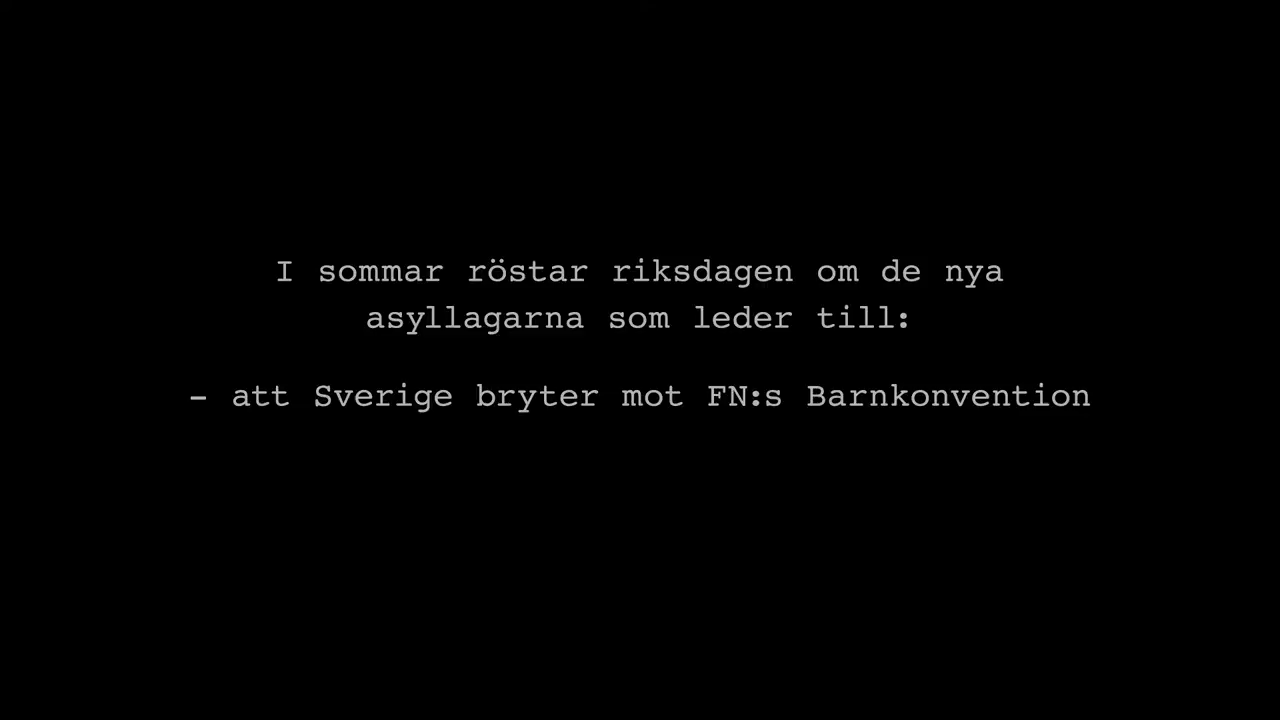 I sommar röstar riksdagen om de nya
asyllagarna som leder till:
- att Sverige bryter mot FN:s Barnkonvention